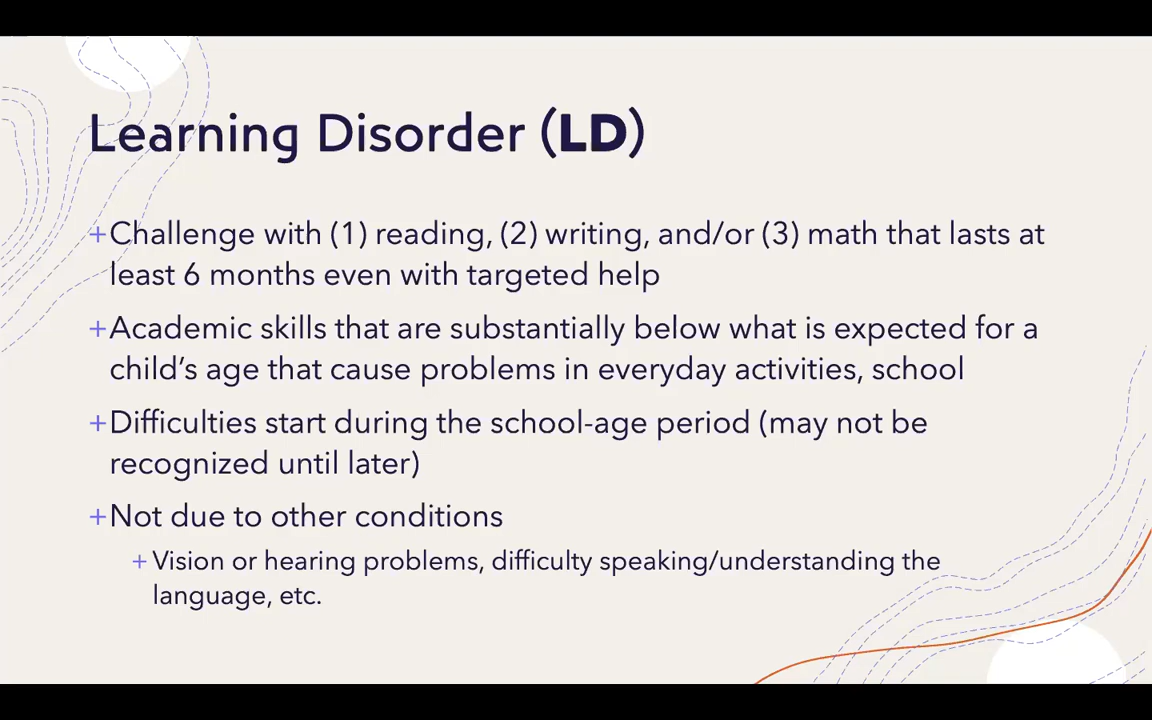 Learning Disorder (LD)
+Challenge with (1) reading, (2) writing, and/or (3) math that lasts at
least 6 months even with targeted help
+Academic skills that are substantially below what is expected for a
child’s age that cause problems in everyday activities, school
+Difficulties start during the school-age period (may not be
recognized until later)
+Not due to other conditions
+Vision or hearing problems, difficulty speaking/understanding the
language, etc.